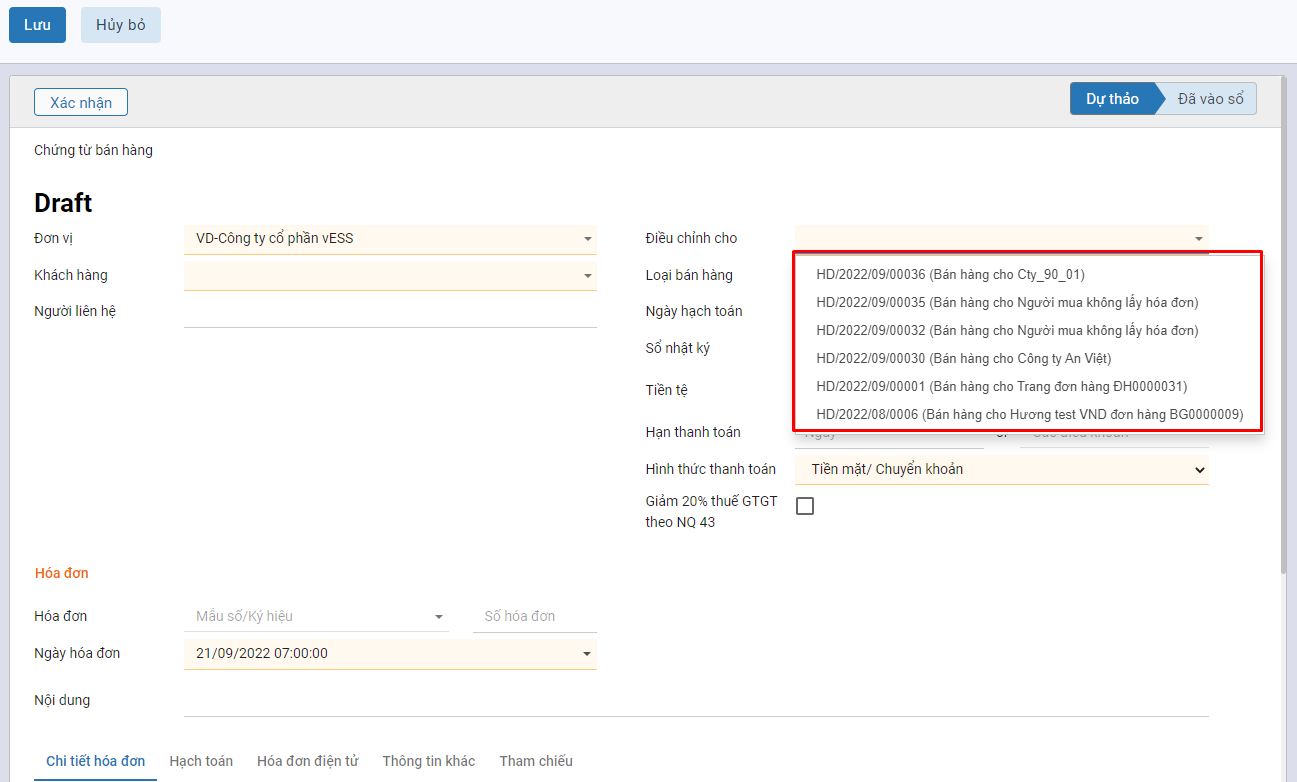 Lưu
Hủy bỏ
Xác nhận
Dự thảo
Đã vào sổ
Chứng từ bán hàng
Draft
Đơn vị
VD-Công ty cổ phần vESS
Điều chỉnh cho
Khách hàng
Loại bán hàng
HD/2022/09/00036 (Bán hàng cho Cty_90_01)
Người liên hệ
Ngày hạch toán
HD/2022/09/00035 (Bán hàng cho Người mua không lấy hóa đơn)
HD/2022/09/00032 (Bán hàng cho Người mua không lấy hóa đơn)
Sổ nhật ký
HD/2022/09/00030 (Bán hàng cho Công ty An Việt)
Tiền tệ
HD/2022/09/00001 (Bán hàng cho Trang đơn hàng ĐH0000031)
HD/2022/08/0006 (Bán hàng cho Hương test VND đơn hàng BG0000009)
Hạn thanh toán
Hình thức thanh toán
Tiền mặt/ Chuyển khoản
Giảm 20% thuế GTGT
theo NQ 43
Hóa đơn
Hóa đơn
Mẫu số/Ký hiệu
Số hóa đơn
Ngày hóa đơn
21/09/2022 07:00:00
Nội dung
Chi tiết hóa đơn
Hạch toán
Hóa đơn điện tử
Thông tin khác
Tham chiếu